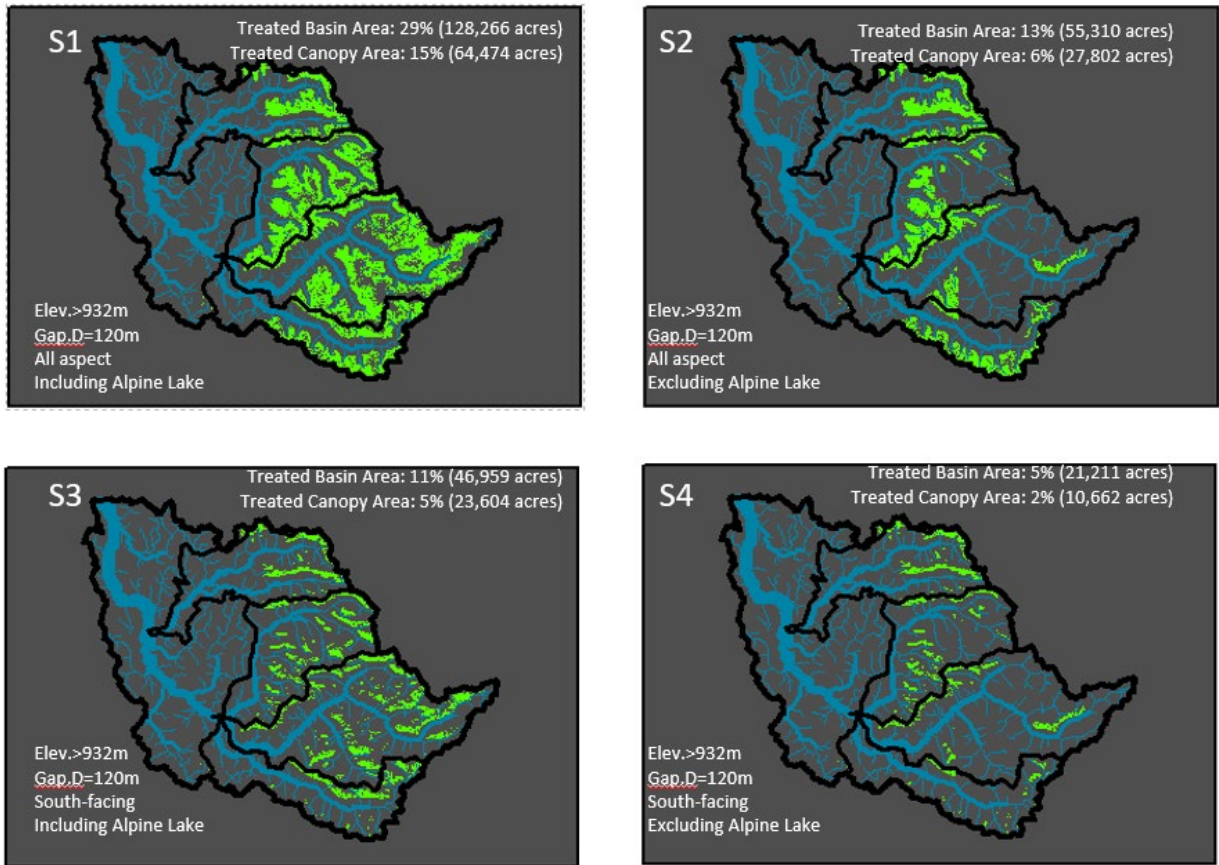 S1
Treated Basin Area: 29% (128,266 acres)
Treated Canopy Area: 15% (64,474 acres)
Elev.>932m
Gap.D=120m
All aspect
Including Alpine Lake
S2
Treated Basin Area: 13% (55,310 acres)
Treated Canopy Area: 6% (27,802 acres)
Elev.>932m
Gap.D=120m
All aspect
Excluding Alpine Lake
S3
Treated Basin Area: 11% (46,959 acres)
Treated Canopy Area: 5% (23,604 acres)
Elev.>932m
Gap.D=120m
South-facing
Including Alpine Lake
S4
Treated Basin Area: 5% (21,211 acres)
Treated Canopy Area: 2% (10,662 acres)
Elev.>932m
Gap.D=120m
South-facing
Excluding Alpine Lake